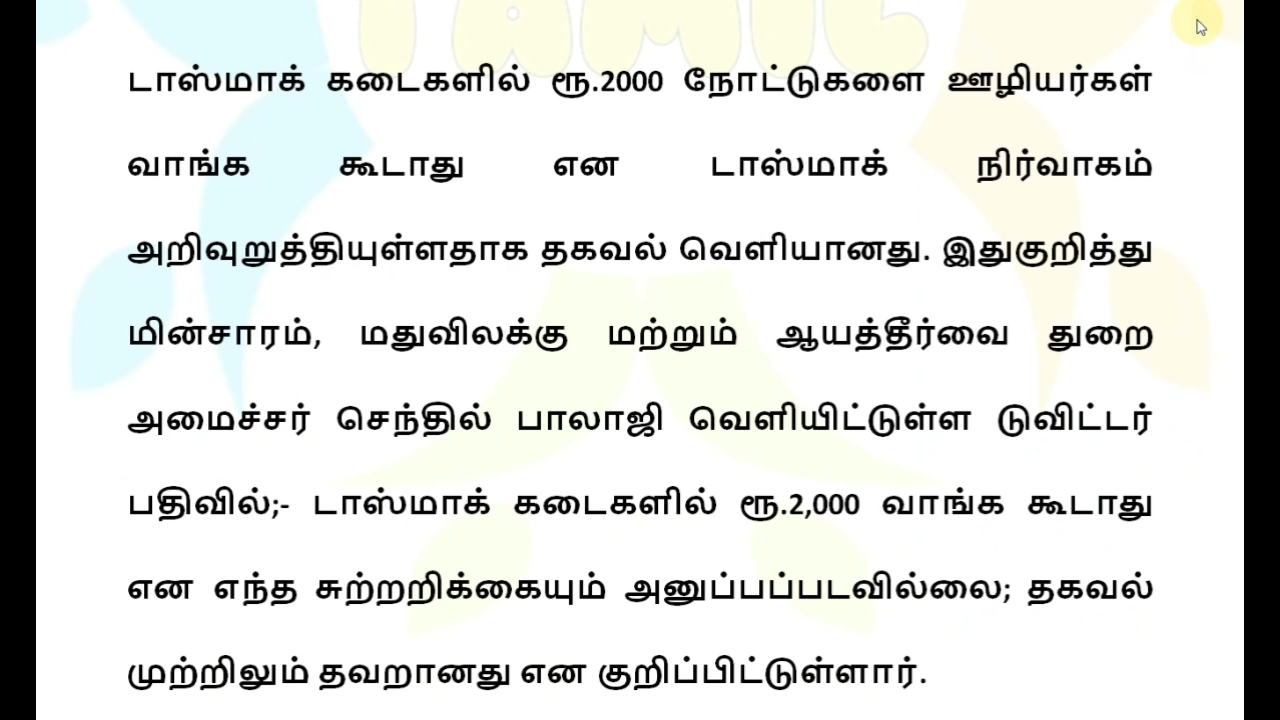 TAMIL
டாஸ்மாக் கடைகளில் ரூ.2000 நோட்டுகளை ஊழியர்கள்
வாங்க கூடாது என டாஸ்மாக் நிர்வாகம்
அறிவுறுத்தியுள்ளதாக தகவல் வெளியானது. இதுகுறித்து
மின்சாரம், மதுவிலக்கு மற்றும் ஆயத்தீர்வை துறை
அமைச்சர் செந்தில் பாலாஜி வெளியிட்டுள்ள டுவிட்டர்
பதிவில்;- டாஸ்மாக் கடைகளில் ரூ.2,000 வாங்க கூடாது
என எந்த சுற்றறிக்கையும் அனுப்பப்படவில்லை; தகவல்
முற்றிலும் தவறானது என குறிப்பிட்டுள்ளார்.